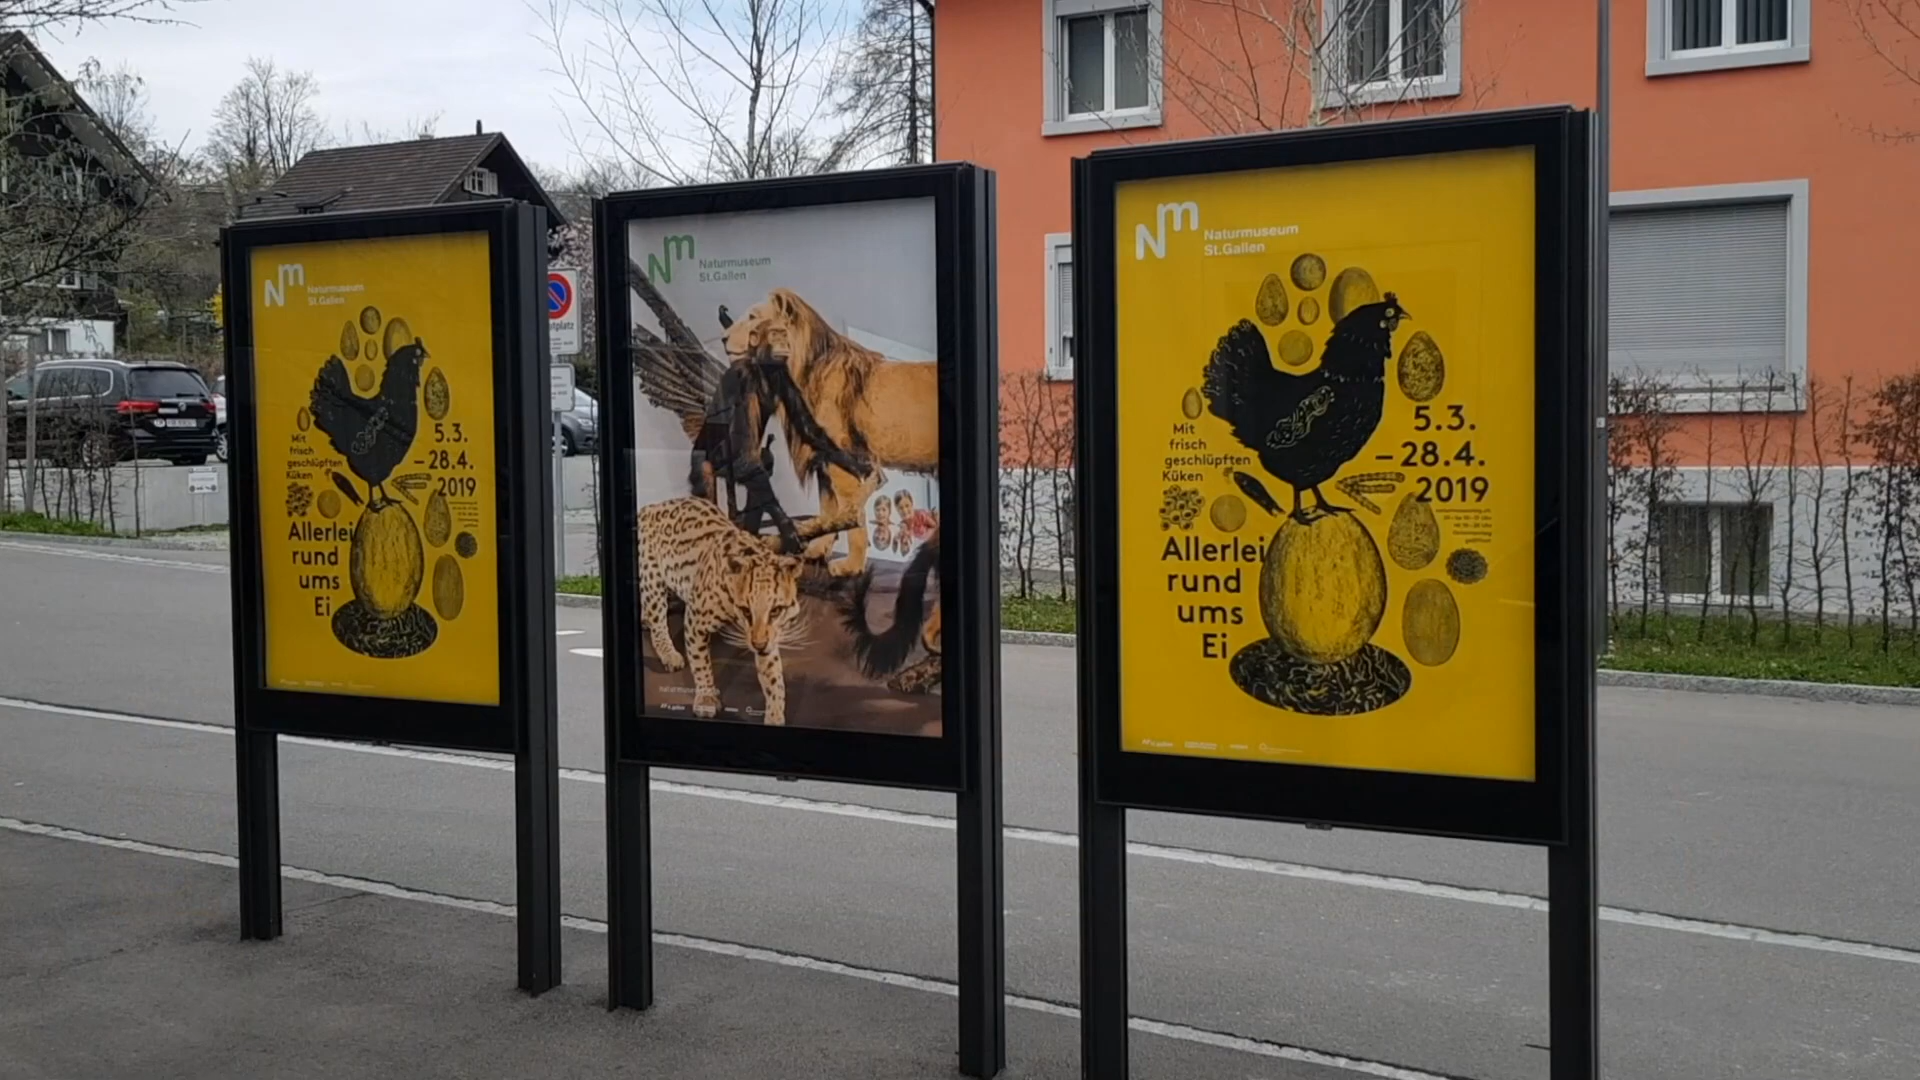 Nm
Naturmuseum
St.Gallen
Mit
frisch
geschlüpften
Küken
5.3.
– 28.4.
2019
Allerlei
rund
ums
Ei
Nm
Naturmuseum
St.Gallen
Nm
Naturmuseum
St.Gallen
Mit
frisch
geschlüpften
Küken
5.3.
– 28.4.
2019
Allerlei
rund
ums
Ei